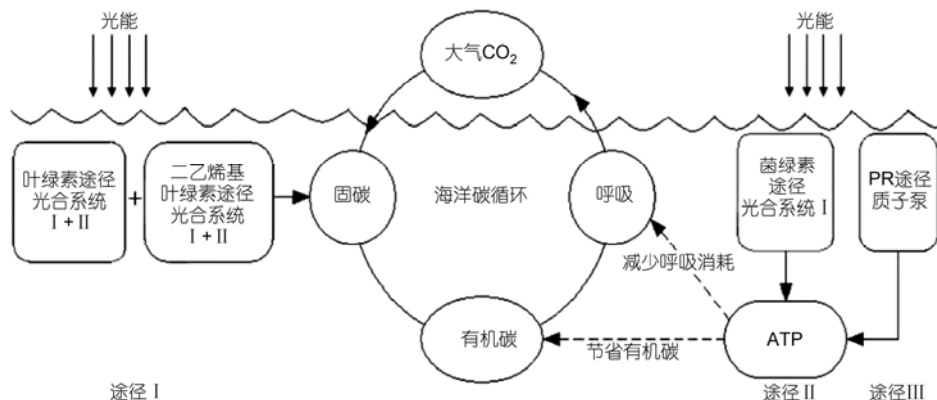 光能
光能
大气CO₂
叶绿素途径
光合系统
Ⅰ+Ⅱ
+
二乙烯基
叶绿素途径
光合系统
Ⅰ+Ⅱ
固碳
海洋碳循环
呼吸
菌绿素
途径
光合系统Ⅰ
PR途径
质子泵
减少呼吸消耗
有机碳
节省有机碳
ATP
途径Ⅰ
途径Ⅱ
途径III